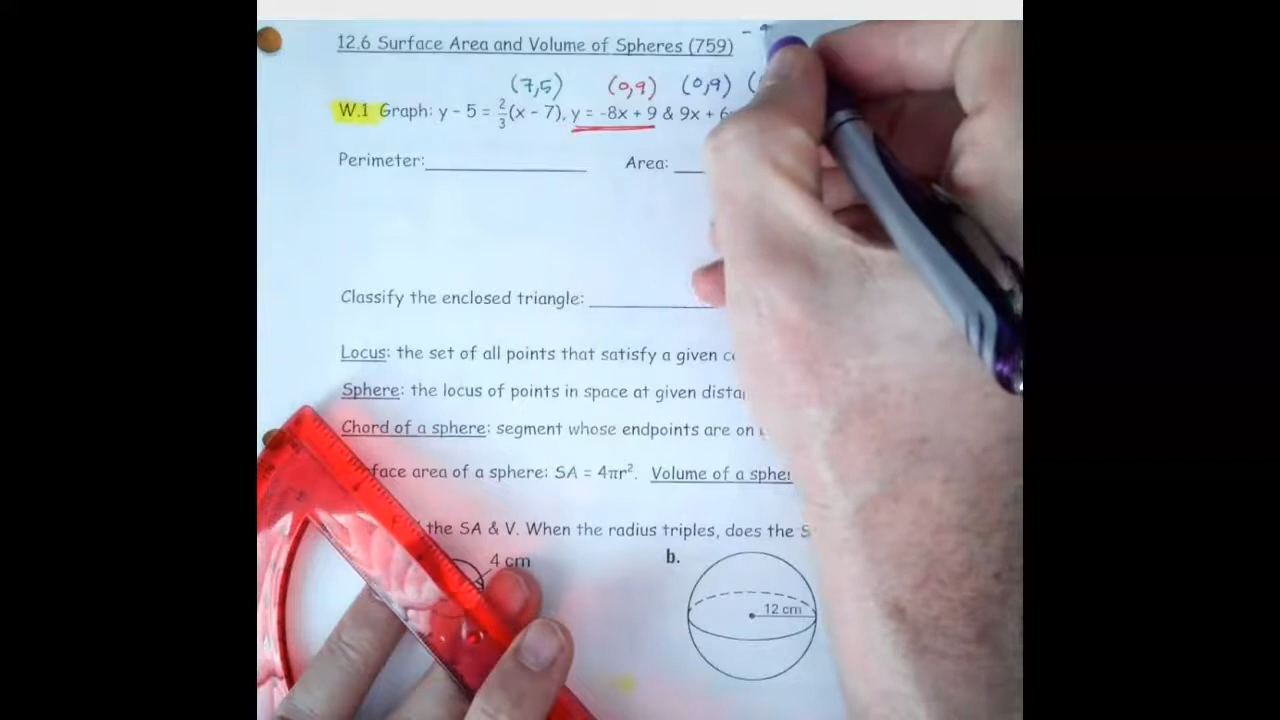 12.6 Surface Area and Volume of Spheres (759)
(7,5) (0,9) (0,9)
W.1 Graph: y - 5 = 2/3(x - 7), y = -8x + 9 & 9x + 6
Perimeter: Area:
Classify the enclosed triangle:
Locus: the set of all points that satisfy a given
Sphere: the locus of points in space at given
Chord of a sphere: segment whose endpoints are on
area of a sphere: SA = 4πr². Volume of a
the SA & V. When the radius triples, does the
4 cm
b.
12 cm